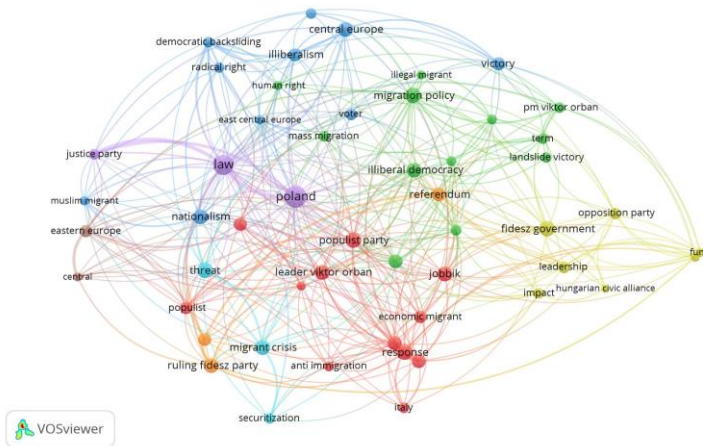 central europe
democratic backsliding
illiberalism
victory
radical right
illegal migrant
human right
migration policy
pm viktor orban
voter
east central europe
mass migration
term
justice party
landslide victory
law
illiberal democracy
poland
referendum
muslim migrant
nationalism
opposition party
eastern europe
fidesz government
populist party
threat
leader viktor orban
jobbik
leadership
central
impact
hungarian civic alliance
populist
economic migrant
migrant crisis
response
ruling fidesz party
anti immigration
italy
securitization
VOSviewer